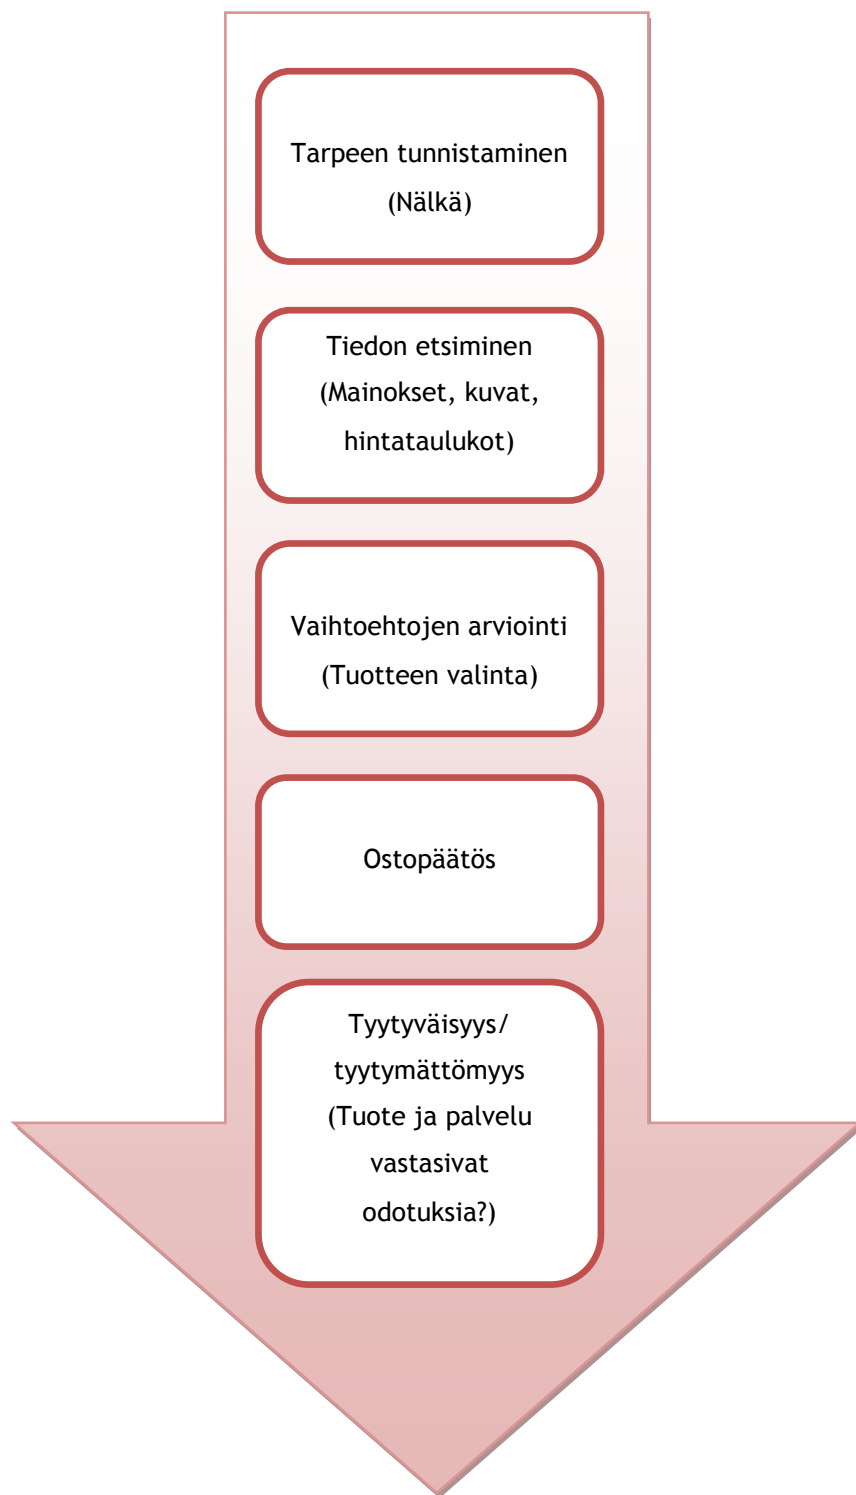 Tarpeen tunnistaminen
(Nälkä)
Tiedon etsiminen
(Mainokset, kuvat,
hintataulukot)
Vaihtoehtojen arviointi
(Tuotteen valinta)
Ostopäätös
Tyytyväisyys/
tyytymättömyys
(Tuote ja palvelu
vastasivat
odotuksia?)